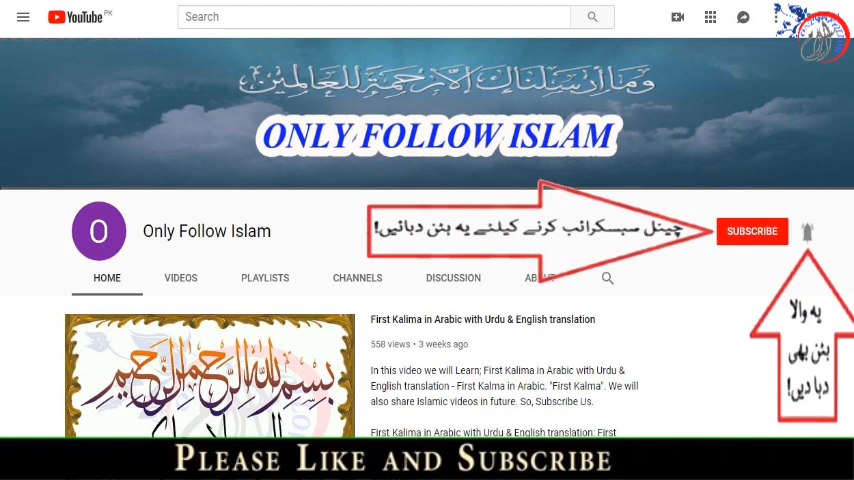 YouTube PK
Search
وما ارسلناك الا رحمة للعالمين
ONLY FOLLOW ISLAM
O
Only Follow Islam
چینل سبسکرائب کرنے کیلئے یہ بٹن دبائیں!
SUBSCRIBE
HOME VIDEOS PLAYLISTS CHANNELS DISCUSSION
یہ والا
بٹن بھی
دبا دیں!
First Kalima in Arabic with Urdu & English translation
558 views • 3 weeks ago
In this video we will Learn; First Kalima in Arabic with Urdu &
English translation - First Kalma in Arabic. "First Kalma". We will
also share Islamic videos in future. So, Subscribe Us.
First Kalima in Arabic with Urdu & English translation: First
بسم الله الرحمن الرحيم
PLEASE LIKE AND SUBSCRIBE